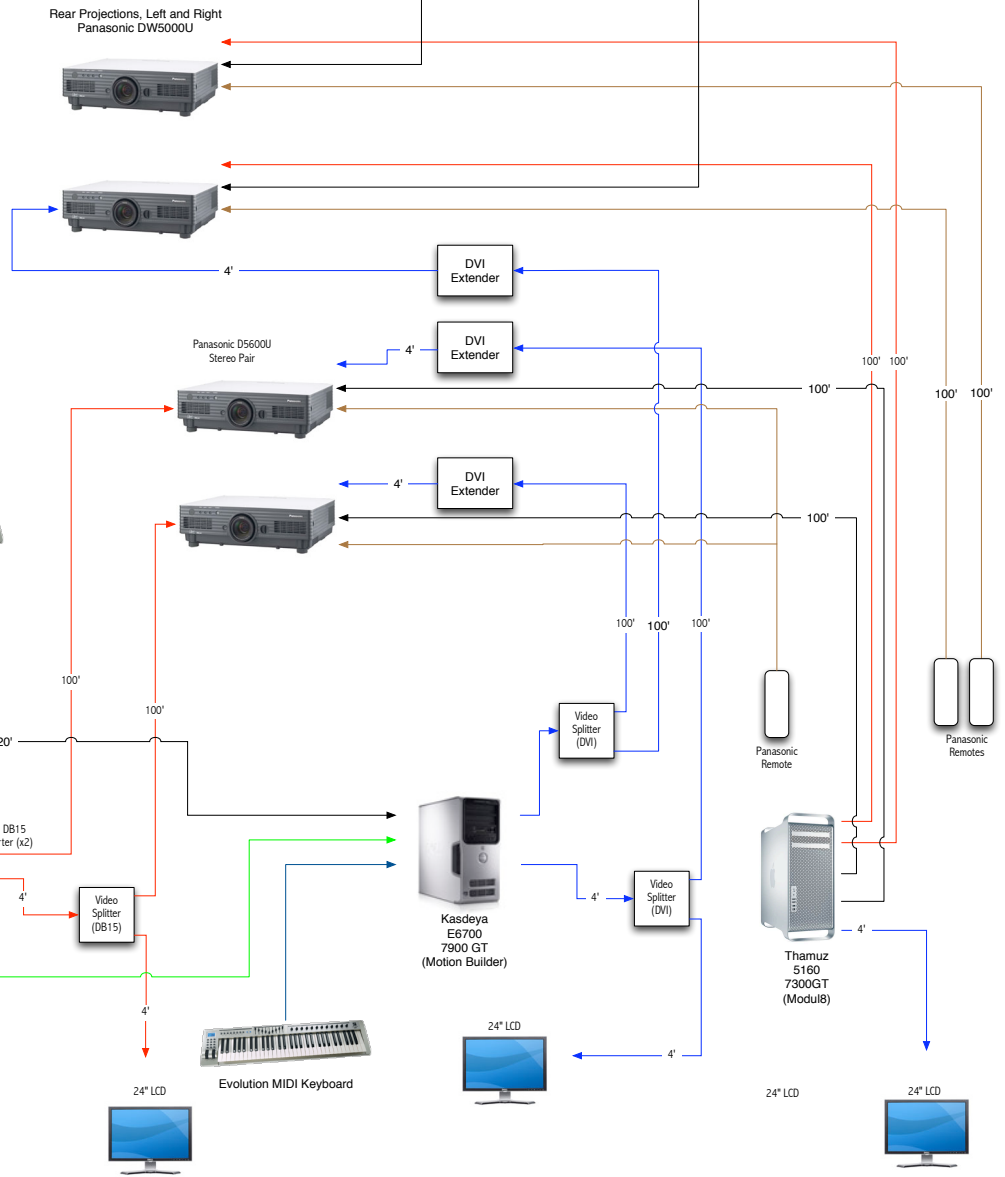 Rear Projections, Left and Right
Panasonic DW5000U
4'
DVI
Extender
Panasonic D5600U
Stereo Pair
4'
DVI
Extender
100'
100'
100'
100'
100'
4'
DVI
Extender
100'
100'
100'
100'
100'
100'
20'
Video
Splitter
(DVI)
Panasonic
Remote
Panasonic
Remotes
DB15
rter (x2)
4'
Video
Splitter
(DB15)
4'
Video
Splitter
(DVI)
4'
Kasdeya
E6700
7900 GT
(Motion Builder)
Thamuz
5160
7300GT
(Modul8)
4'
24" LCD
4'
Evolution MIDI Keyboard
24" LCD
24" LCD
24" LCD